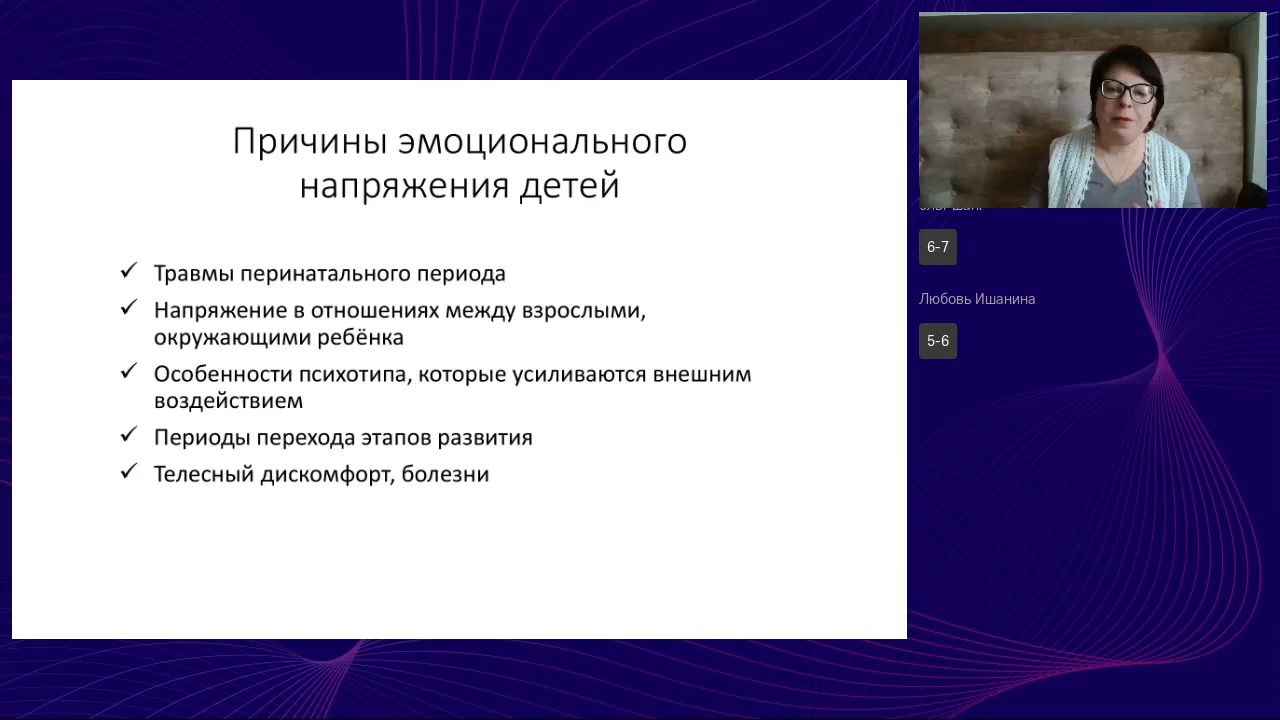 Причины эмоционального
напряжения детей
✓ Травмы перинатального периода
✓ Напряжение в отношениях между взрослыми,
окружающими ребёнка
✓ Особенности психотипа, которые усиливаются внешним
воздействием
✓ Периоды перехода этапов развития
✓ Телесный дискомфорт, болезни
6-7
Любовь Ишанина
5-6